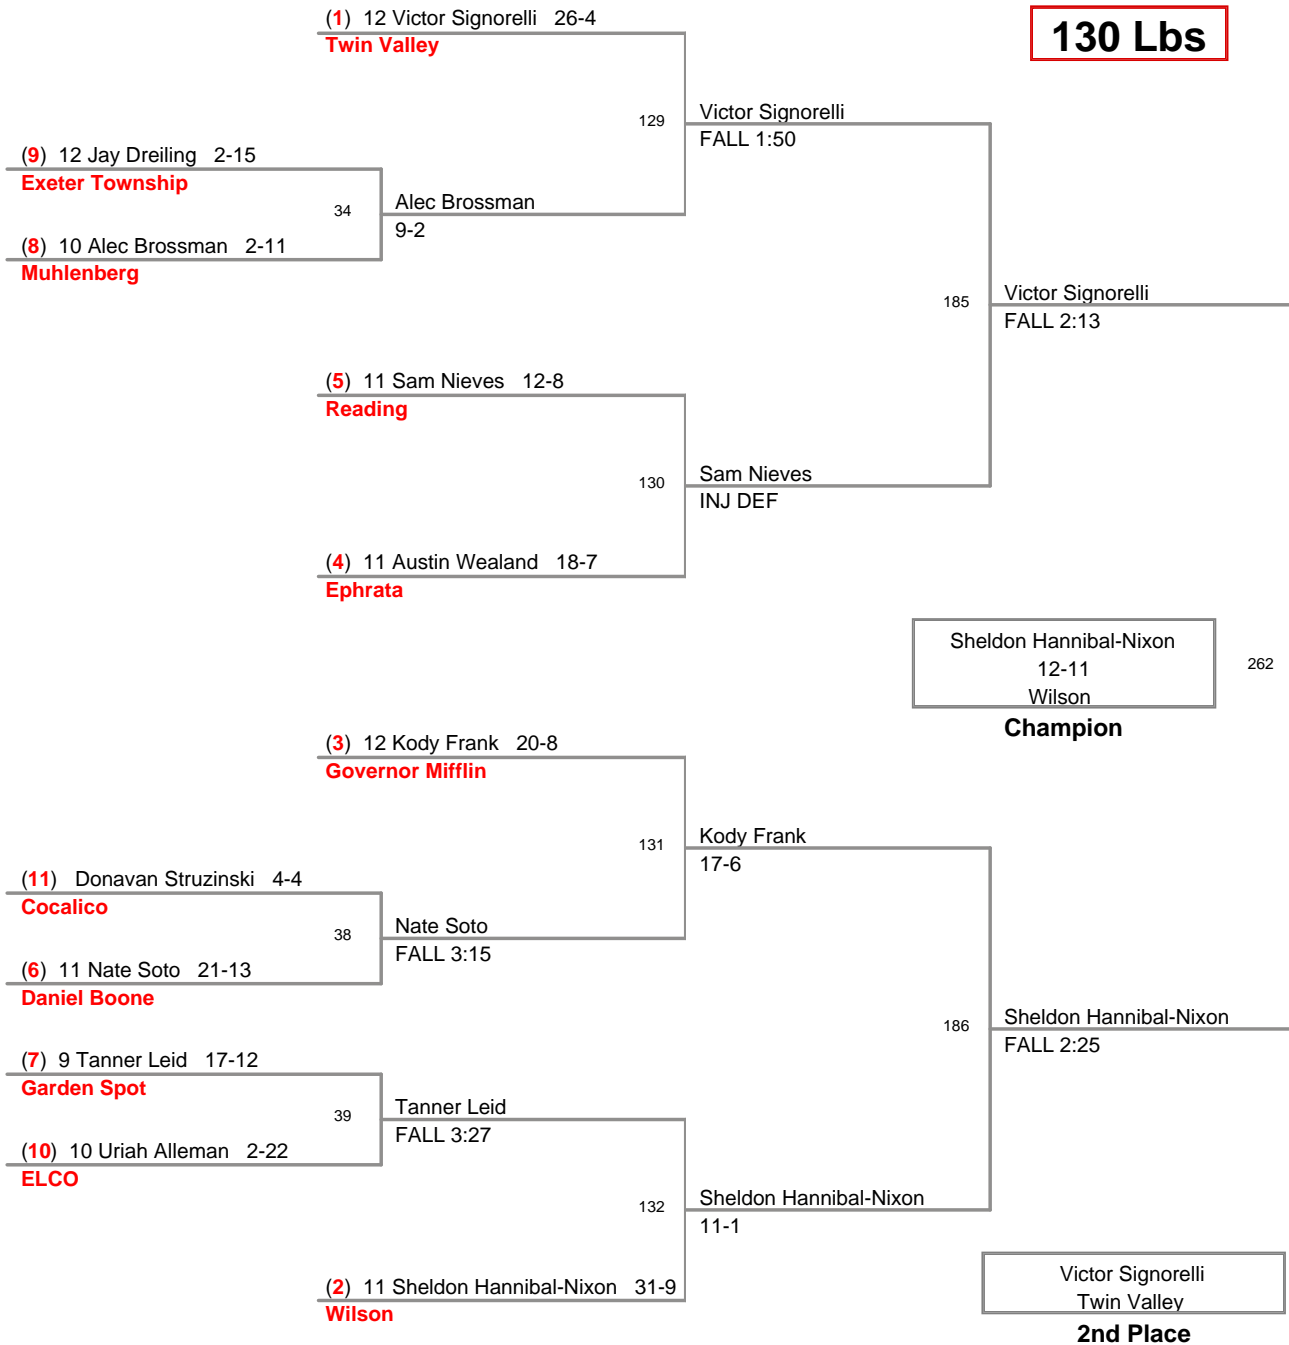 (1) 12 Victor Signorelli 26-4
Twin Valley
130 Lbs
129
Victor Signorelli
FALL 1:50
(9) 12 Jay Dreiling 2-15
Exeter Township
34
Alec Brossman
9-2
(8) 10 Alec Brossman 2-11
Muhlenberg
185
Victor Signorelli
FALL 2:13
(5) 11 Sam Nieves 12-8
Reading
130
Sam Nieves
INJ DEF
(4) 11 Austin Wealand 18-7
Ephrata
Sheldon Hannibal-Nixon
12-11
Wilson
262
Champion
(3) 12 Kody Frank 20-8
Governor Mifflin
131
Kody Frank
17-6
(11) Donavan Struzinski 4-4
Cocalico
38
Nate Soto
FALL 3:15
(6) 11 Nate Soto 21-13
Daniel Boone
186
Sheldon Hannibal-Nixon
FALL 2:25
(7) 9 Tanner Leid 17-12
Garden Spot
39
Tanner Leid
FALL 3:27
(10) 10 Uriah Alleman 2-22
ELCO
132
Sheldon Hannibal-Nixon
11-1
(2) 11 Sheldon Hannibal-Nixon 31-9
Wilson
Victor Signorelli
Twin Valley
2nd Place